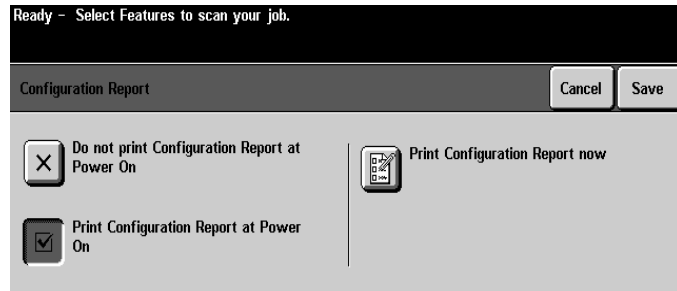 Ready - Select Features to scan your job.
Configuration Report
Cancel
Save
Do not print Configuration Report at
Power On
Print Configuration Report now
Print Configuration Report at Power
On